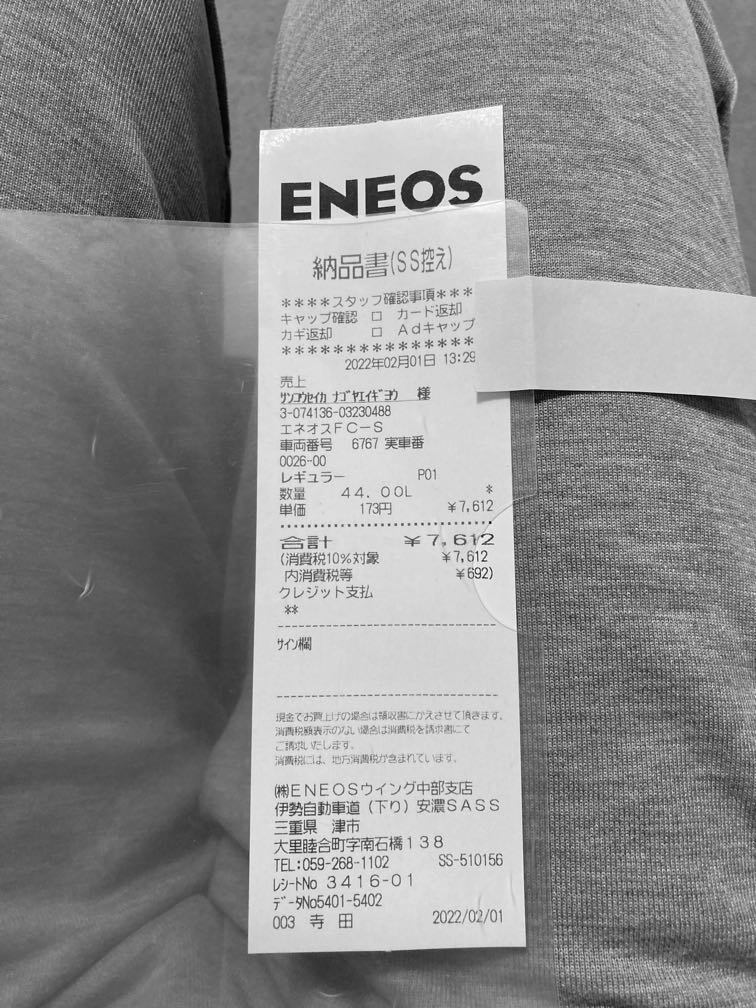 ENEOS
納品書(SS控え)
****スタッフ確認事項***
キャップ確認 □ カード返却
カギ返却 □ Adキャップ
***************
2022年02月01日 13:29
売上
ｻﾝｺｳｾｲｶ ﾅｺﾞﾔｴｲｷﾞﾖｳ 様
3-074136-03230488
エネオスFC-S
車両番号 6767 実車番
0026-00
レギュラー P01
数量 44.00L *
単価 173円 ¥7,612
合計 ¥7,612
(消費税10%対象 ¥7,612
内消費税等 ¥692)
クレジット支払
**
サイン欄
現金でお買上げの場合は領収書にかえさせて頂きます。
消費税額表示のない場合は消費税を請求書にて
ご請求いたします。
消費税には、地方消費税が含まれています。
㈱ENEOSウイング中部支店
伊勢自動車道(下り)安濃SASS
三重県 津市
大里睦合町字南石橋138
TEL:059-268-1102 SS-510156
ﾚｼｰﾄNo 3416-01
ﾃﾞｰﾀNo5401-5402
003 寺田 2022/02/01